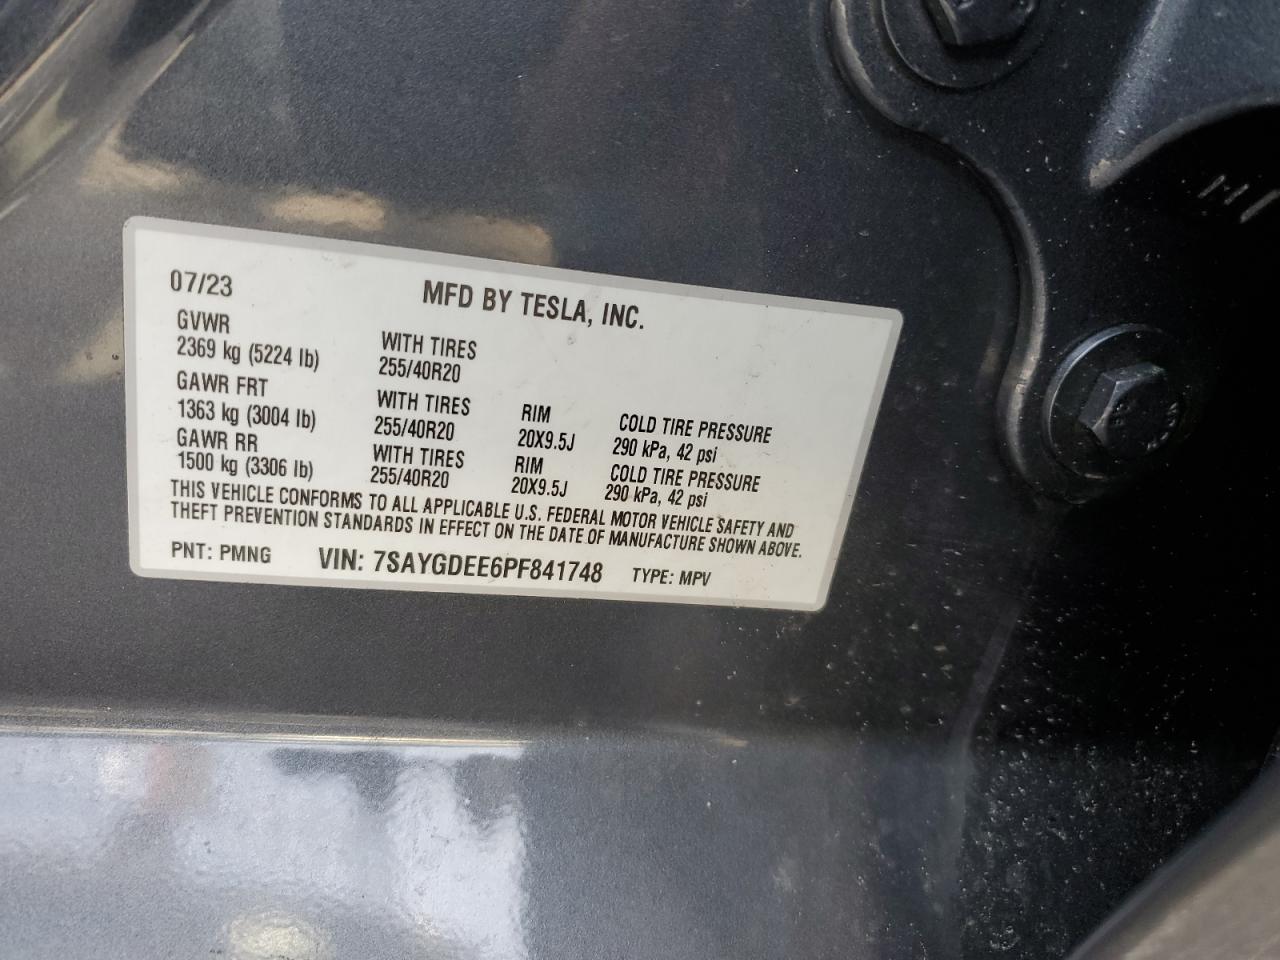 07/23 MFD BY TESLA, INC.
GVWR
2369 kg (5224 lb) WITH TIRES
255/40R20
GAWR FRT
1363 kg (3004 lb) WITH TIRES
255/40R20 RIM
20X9.5J COLD TIRE PRESSURE
290 kPa, 42 psi
GAWR RR
1500 kg (3306 lb) WITH TIRES
255/40R20 RIM
20X9.5J COLD TIRE PRESSURE
290 kPa, 42 psi
THIS VEHICLE CONFORMS TO ALL APPLICABLE U.S. FEDERAL MOTOR VEHICLE SAFETY AND
THEFT PREVENTION STANDARDS IN EFFECT ON THE DATE OF MANUFACTURE SHOWN ABOVE.
PNT: PMNG VIN: 7SAYGDEE6PF841748 TYPE: MPV